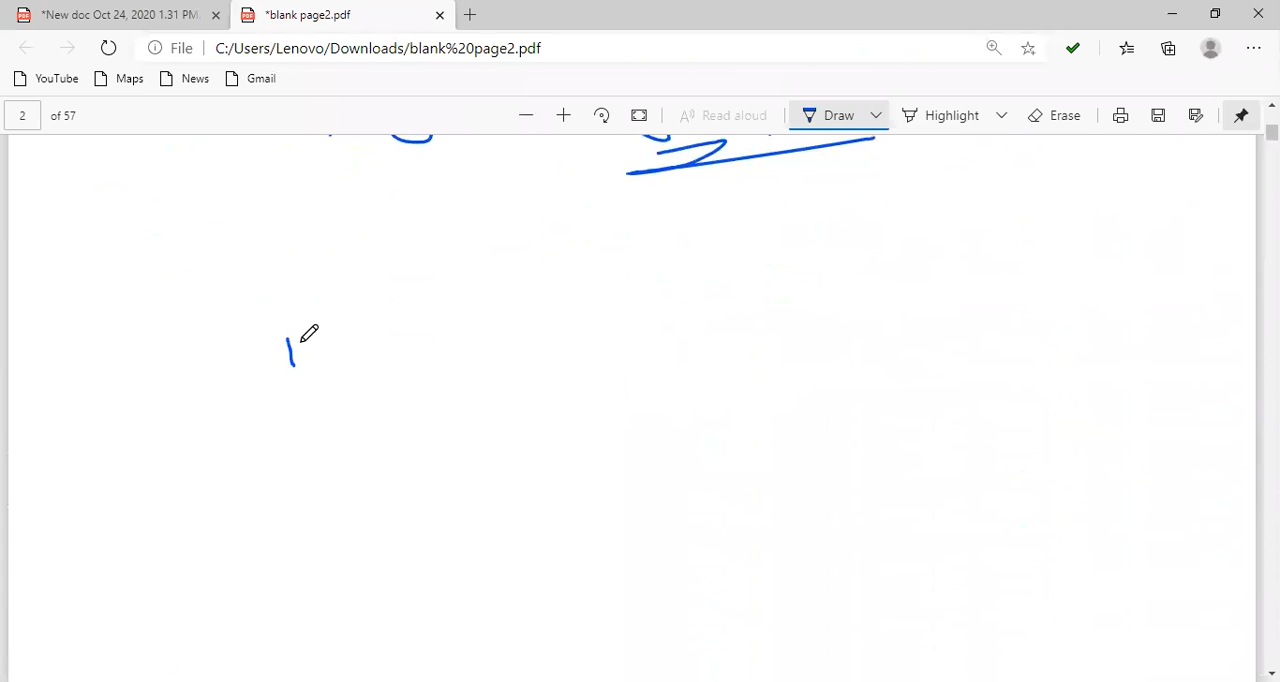 *New doc Oct 24, 2020 1.31 PM.
*blank page2.pdf
File C:/Users/Lenovo/Downloads/blank%20page2.pdf
YouTube Maps News Gmail
2 of 57 Read aloud Draw Highlight Erase